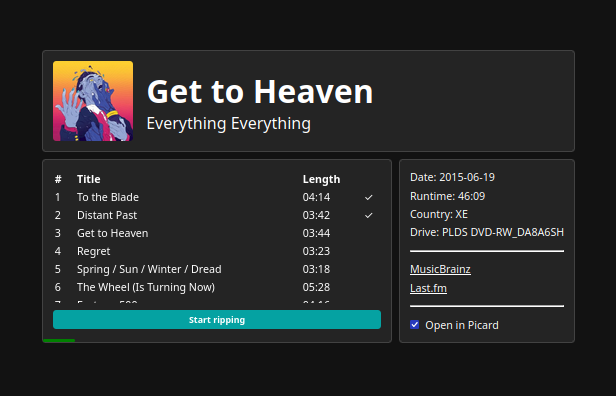 Get to Heaven
Everything Everything
# Title Length
1 To the Blade 04:14 ✓
2 Distant Past 03:42 ✓
3 Get to Heaven 03:44
4 Regret 03:23
5 Spring / Sun / Winter / Dread 03:18
6 The Wheel (Is Turning Now) 05:28
Start ripping
Date: 2015-06-19
Runtime: 46:09
Country: XE
Drive: PLDS DVD-RW_DA8A6SH
MusicBrainz
Last.fm
Open in Picard